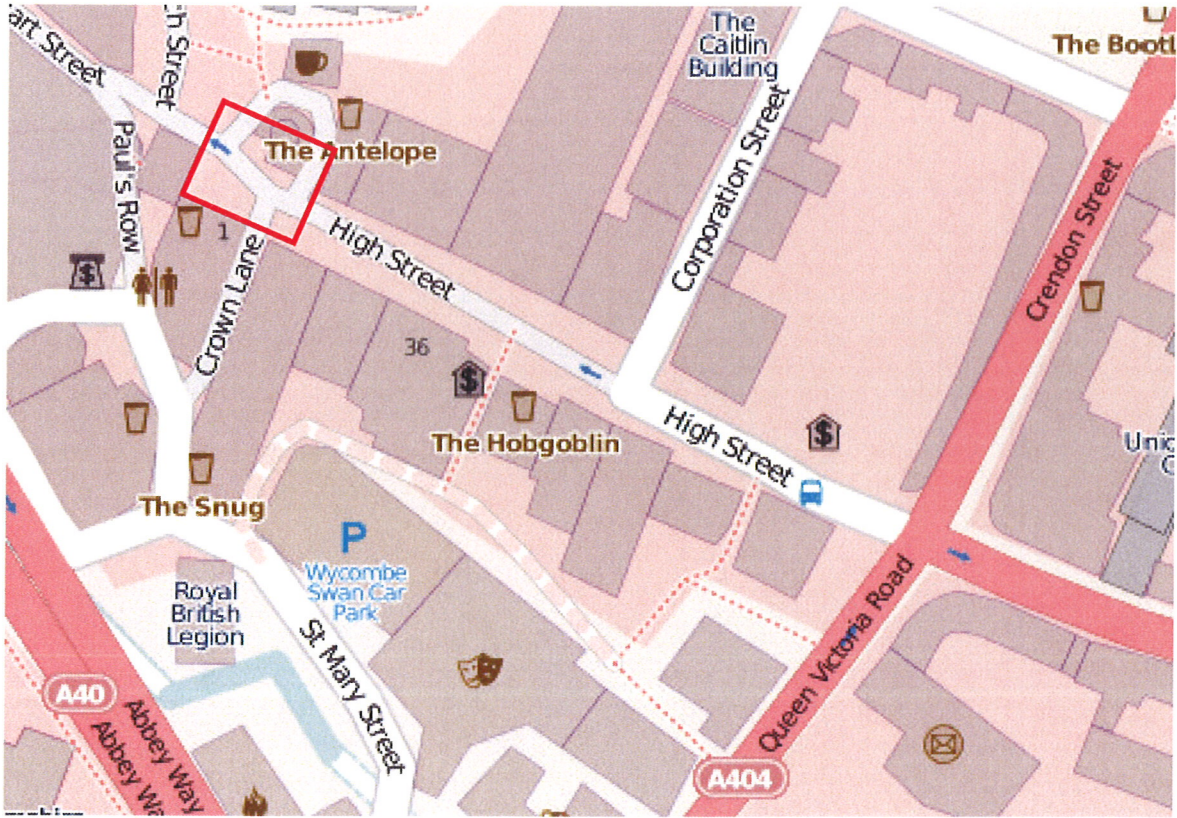 art Street
ch Street
The
Caitlin
Building
The Bootl
Paul's Row
The Antelope
1
High Street
Crown Lane
Corporation Street
Crendon Street
36
$
$
$
The Hobgoblin
High Street
Unic
C
The Snug
P
Wycombe
Swan Car
Park
Royal
British
Legion
St Mary Street
Queen Victoria Road
A40
Abbey Way
Abbey Wa
A404